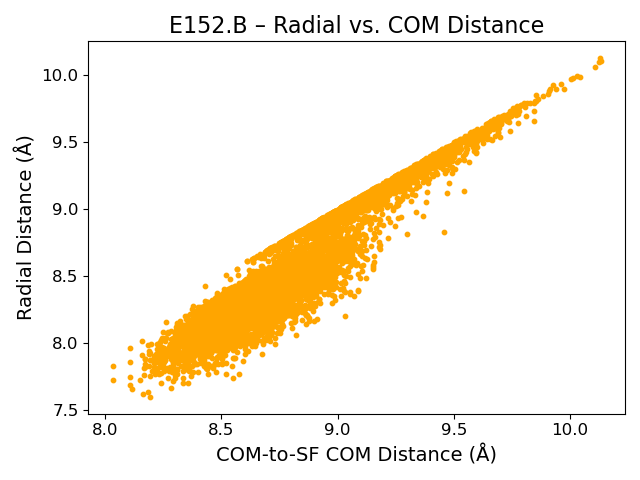 E152.B – Radial vs. COM Distance
Radial Distance (Å)
10.0
9.5
9.0
8.5
8.0
7.5
8.0 8.5 9.0 9.5 10.0
COM-to-SF COM Distance (Å)